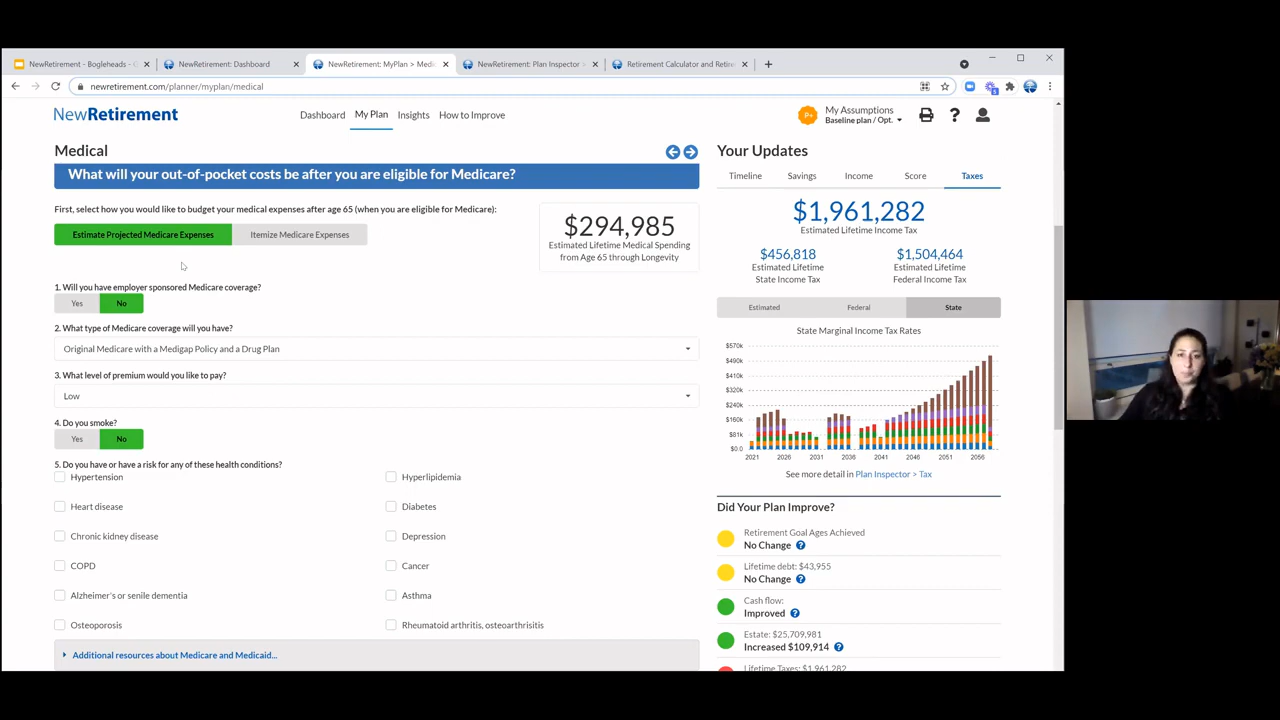 NewRetirement - Bogleheads -
NewRetirement: Dashboard
NewRetirement: MyPlan > Medi
NewRetirement: Plan Inspector >
Retirement Calculator and Retire
newretirement.com/planner/myplan/medical
NewRetirement
Dashboard
My Plan
Insights
How to Improve
P+
My Assumptions
Baseline plan / Opt.
Medical
What will your out-of-pocket costs be after you are eligible for Medicare?
First, select how you would like to budget your medical expenses after age 65 (when you are eligible for Medicare):
Estimate Projected Medicare Expenses
Itemize Medicare Expenses
$294,985
Estimated Lifetime Medical Spending
from Age 65 through Longevity
1. Will you have employer sponsored Medicare coverage?
Yes
No
2. What type of Medicare coverage will you have?
Original Medicare with a Medigap Policy and a Drug Plan
3. What level of premium would you like to pay?
Low
4. Do you smoke?
Yes
No
5. Do you have or have a risk for any of these health conditions?
Hypertension
Hyperlipidemia
Heart disease
Diabetes
Chronic kidney disease
Depression
COPD
Cancer
Alzheimer's or senile dementia
Asthma
Osteoporosis
Rheumatoid arthritis, osteoarthrisitis
Additional resources about Medicare and Medicaid...
Your Updates
Timeline
Savings
Income
Score
Taxes
$1,961,282
Estimated Lifetime Income Tax
$456,818
Estimated Lifetime
State Income Tax
$1,504,464
Estimated Lifetime
Federal Income Tax
Estimated
Federal
State
State Marginal Income Tax Rates
$570k
$490k
$410k
$320k
$240k
$160k
$81k
$0.0
2021
2026
2031
2036
2041
2046
2051
2056
See more detail in Plan Inspector > Tax
Did Your Plan Improve?
Retirement Goal Ages Achieved
No Change
Lifetime debt: $43,955
No Change
Cash flow:
Improved
Estate: $25,709,981
Increased $109,914
Lifetime Taxes: $1,961,282